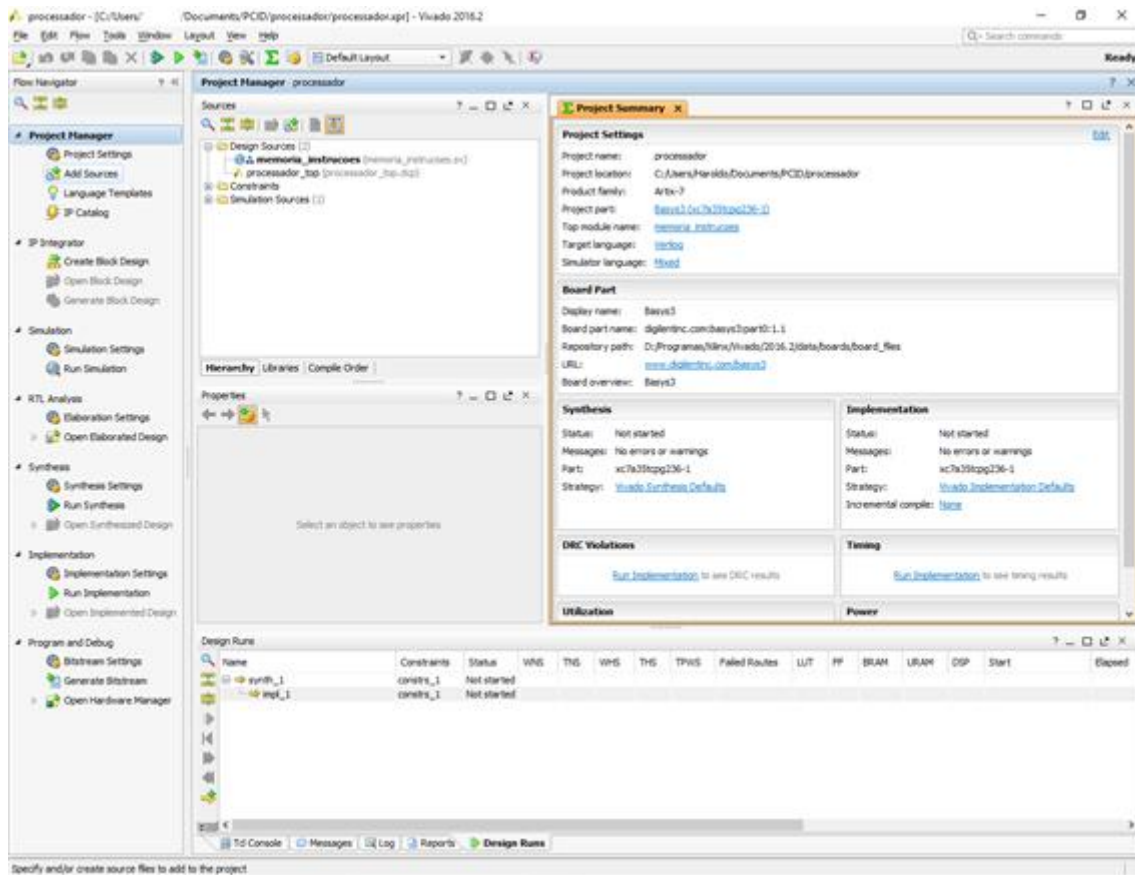 processador - [C:/Users/ /Documents/PCID/processador/processador.xpr] - Vivado 2016.2
File Edit Flow Tools Window Layout View Help
Search commands
Default Layout
Ready
Flow Navigator
Project Manager
Project Settings
Add Sources
Language Templates
IP Catalog
IP Integrator
Create Block Design
Open Block Design
Generate Block Design
Simulation
Simulation Settings
Run Simulation
RTL Analysis
Elaboration Settings
Open Elaborated Design
Synthesis
Synthesis Settings
Run Synthesis
Open Synthesized Design
Implementation
Implementation Settings
Run Implementation
Open Implemented Design
Program and Debug
Bitstream Settings
Generate Bitstream
Open Hardware Manager
Project Manager processador
Sources
Design Sources (2)
memoria_instrucoes (memoria_instrucoes.sv)
processador_top (processador_top.dcp)
Constraints
Simulation Sources (1)
Hierarchy Libraries Compile Order
Properties
Select an object to see properties
Project Summary
Project Settings
Edit
Project name: processador
Project location: C:/Users/Haroldo/Documents/PCID/processador
Product family: Artix-7
Project part: Basys3 (xc7a35tcpg236-1)
Top module name: memoria_instrucoes
Target language: Verilog
Simulator language: Mixed
Board Part
Display name: Basys3
Board part name: digilentinc.com:basys3:part0:1.1
Repository path: D:/Programas/Xilinx/Vivado/2016.2/data/boards/board_files
URL: www.digilentinc.com/basys3
Board overview: Basys3
Synthesis
Status: Not started
Messages: No errors or warnings
Part: xc7a35tcpg236-1
Strategy: Vivado Synthesis Defaults
Implementation
Status: Not started
Messages: No errors or warnings
Part: xc7a35tcpg236-1
Strategy: Vivado Implementation Defaults
Incremental compile: None
DRC Violations
Run Implementation to see DRC results
Timing
Run Implementation to see timing results
Utilization
Power
Design Runs
Name Constraints Status WNS TNS WHS THS TPWS Failed Routes LUT FF BRAM URAM DSP Start Elapsed
synth_1 constrs_1 Not started
impl_1 constrs_1 Not started
Tcl Console Messages Log Reports Design Runs
Specify and/or create source files to add to the project